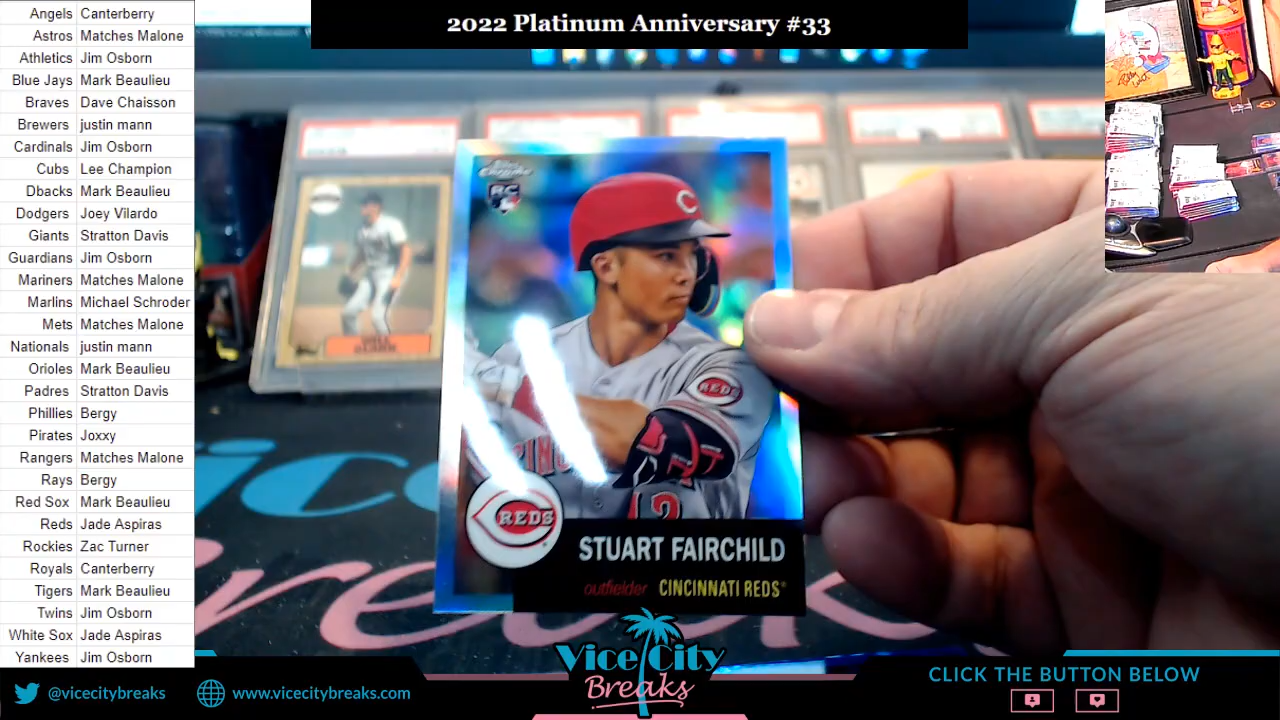 2022 Platinum Anniversary #33
Angels Canterberry
Astros Matches Malone
Athletics Jim Osborn
Blue Jays Mark Beaulieu
Braves Dave Chaisson
Brewers justin mann
Cardinals Jim Osborn
Cubs Lee Champion
Dbacks Mark Beaulieu
Dodgers Joey Vilardo
Giants Stratton Davis
Guardians Jim Osborn
Mariners Matches Malone
Marlins Michael Schroder
Mets Matches Malone
Nationals justin mann
Orioles Mark Beaulieu
Padres Stratton Davis
Phillies Bergy
Pirates Joxxy
Rangers Matches Malone
Rays Bergy
Red Sox Mark Beaulieu
Reds Jade Aspiras
Rockies Zac Turner
Royals Canterberry
Tigers Mark Beaulieu
Twins Jim Osborn
White Sox Jade Aspiras
Yankees Jim Osborn
Chrome
RC
C
REDS
12
REDS
STUART FAIRCHILD
outfielder CINCINNATI REDS
Vice City
Breaks
@vicecitybreaks
www.vicecitybreaks.com
CLICK THE BUTTON BELOW